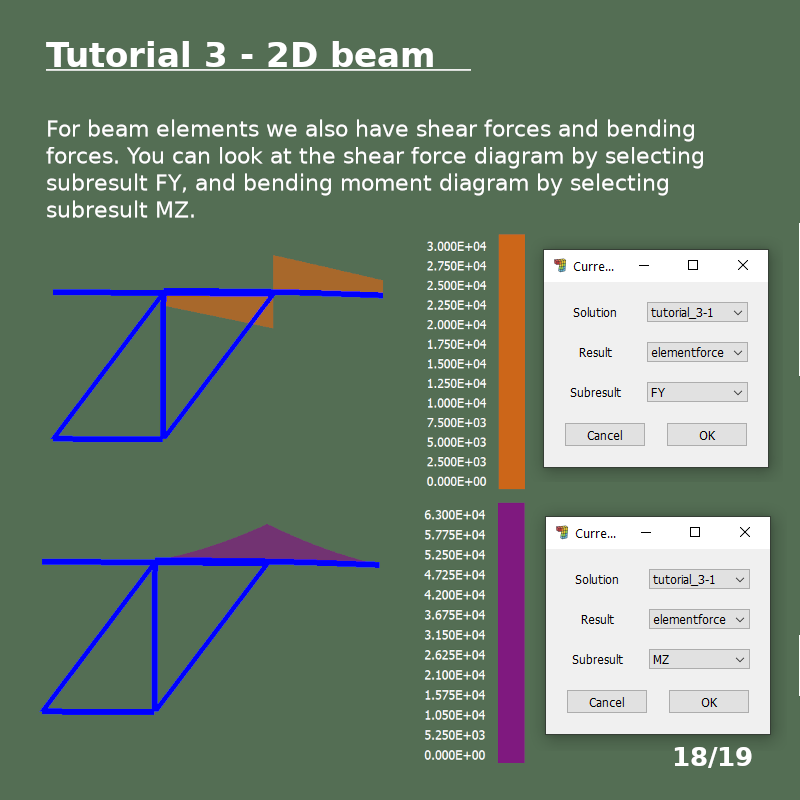 Tutorial 3 - 2D beam
For beam elements we also have shear forces and bending
forces. You can look at the shear force diagram by selecting
subresult FY, and bending moment diagram by selecting
subresult MZ.
3.000E+04
2.750E+04
2.500E+04
2.250E+04
2.000E+04
1.750E+04
1.500E+04
1.250E+04
1.000E+04
7.500E+03
5.000E+03
2.500E+03
0.000E+00
Curre...
Solution tutorial_3-1
Result elementforce
Subresult FY
Cancel OK
6.300E+04
5.775E+04
5.250E+04
4.725E+04
4.200E+04
3.675E+04
3.150E+04
2.625E+04
2.100E+04
1.575E+04
1.050E+04
5.250E+03
0.000E+00
Curre...
Solution tutorial_3-1
Result elementforce
Subresult MZ
Cancel OK
18/19